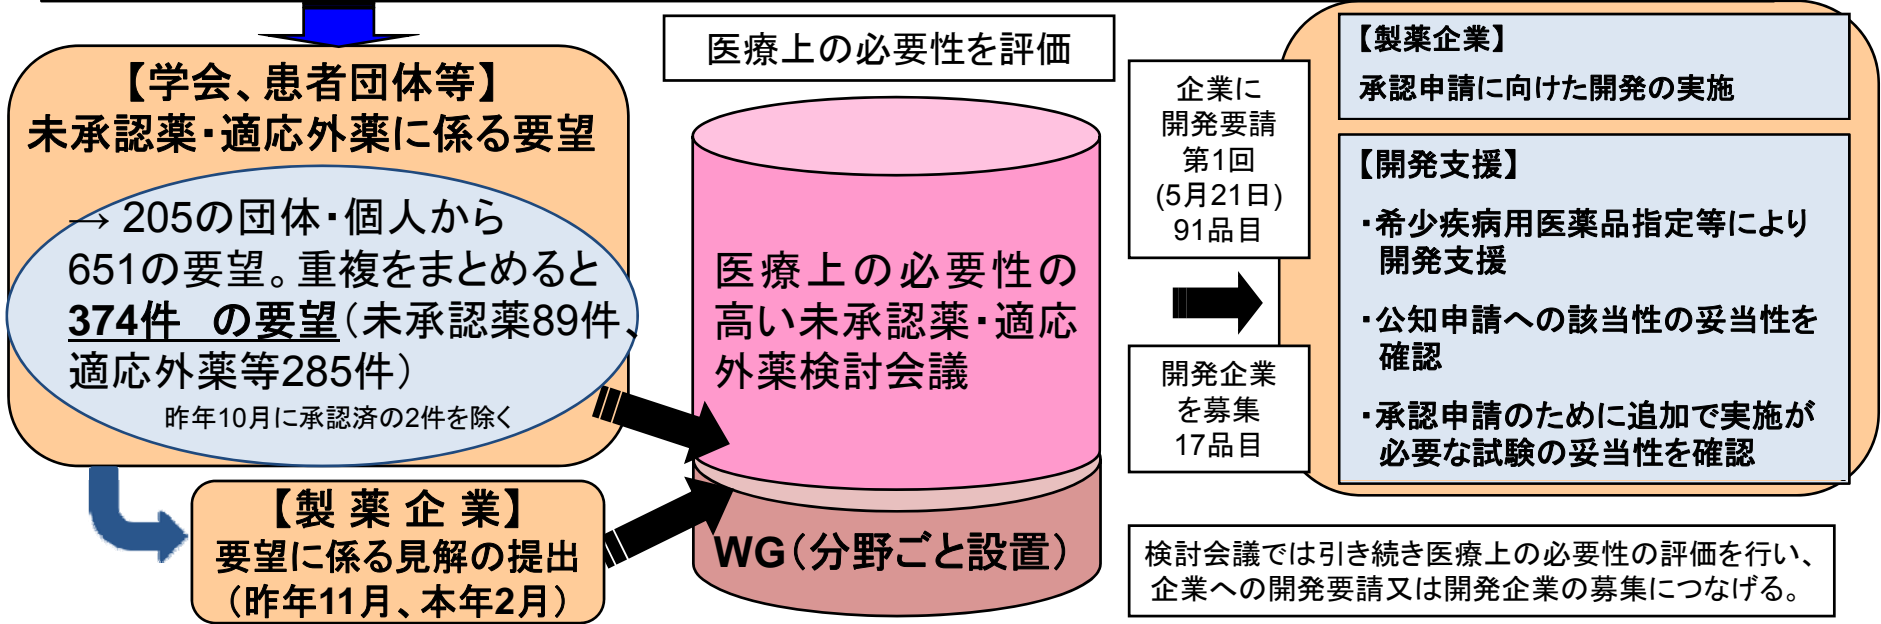 【学会、患者団体等】
未承認薬・適応外薬に係る要望
→ 205の団体・個人から
651の要望。重複をまとめると
374件　の要望（未承認薬89件、
適応外薬等285件）
昨年10月に承認済の2件を除く
【製 薬 企 業】
要望に係る見解の提出
（昨年11月、本年2月）
医療上の必要性を評価
医療上の必要性の
高い未承認薬・適応
外薬検討会議
WG（分野ごと設置）
企業に
開発要請
第1回
(5月21日)
91品目
開発企業
を募集
17品目
【製薬企業】
承認申請に向けた開発の実施
【開発支援】
・希少疾病用医薬品指定等により
開発支援
・公知申請への該当性の妥当性を
確認
・承認申請のために追加で実施が
必要な試験の妥当性を確認
検討会議では引き続き医療上の必要性の評価を行い、
企業への開発要請又は開発企業の募集につなげる。